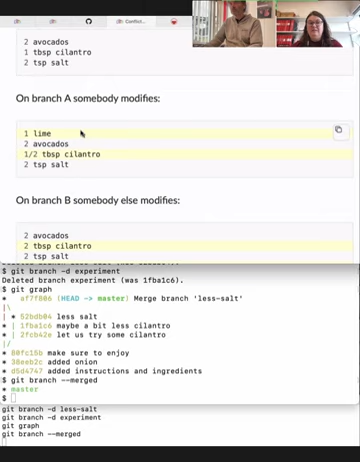 Conflict...
2 avocados
1 tbsp cilantro
2 tsp salt
On branch A somebody modifies:
1 lime
2 avocados
1/2 tbsp cilantro
2 tsp salt
On branch B somebody else modifies:
2 avocados
2 tbsp cilantro
2 tsp salt
$ git branch -d experiment
Deleted branch experiment (was 1fba1c6).
$ git graph
*   af7f806 (HEAD -> master) Merge branch 'less-salt'
|\
| * 52bdb04 less salt
* | 1fba1c6 maybe a bit less cilantro
* | 2fcb42e let us try some cilantro
|/
* 80fc15b make sure to enjoy
* 38eeb2c added onion
* d5d4747 added instructions and ingredients
$ git branch --merged
* master
$
git branch -d less-salt
git branch -d experiment
git graph
git branch --merged